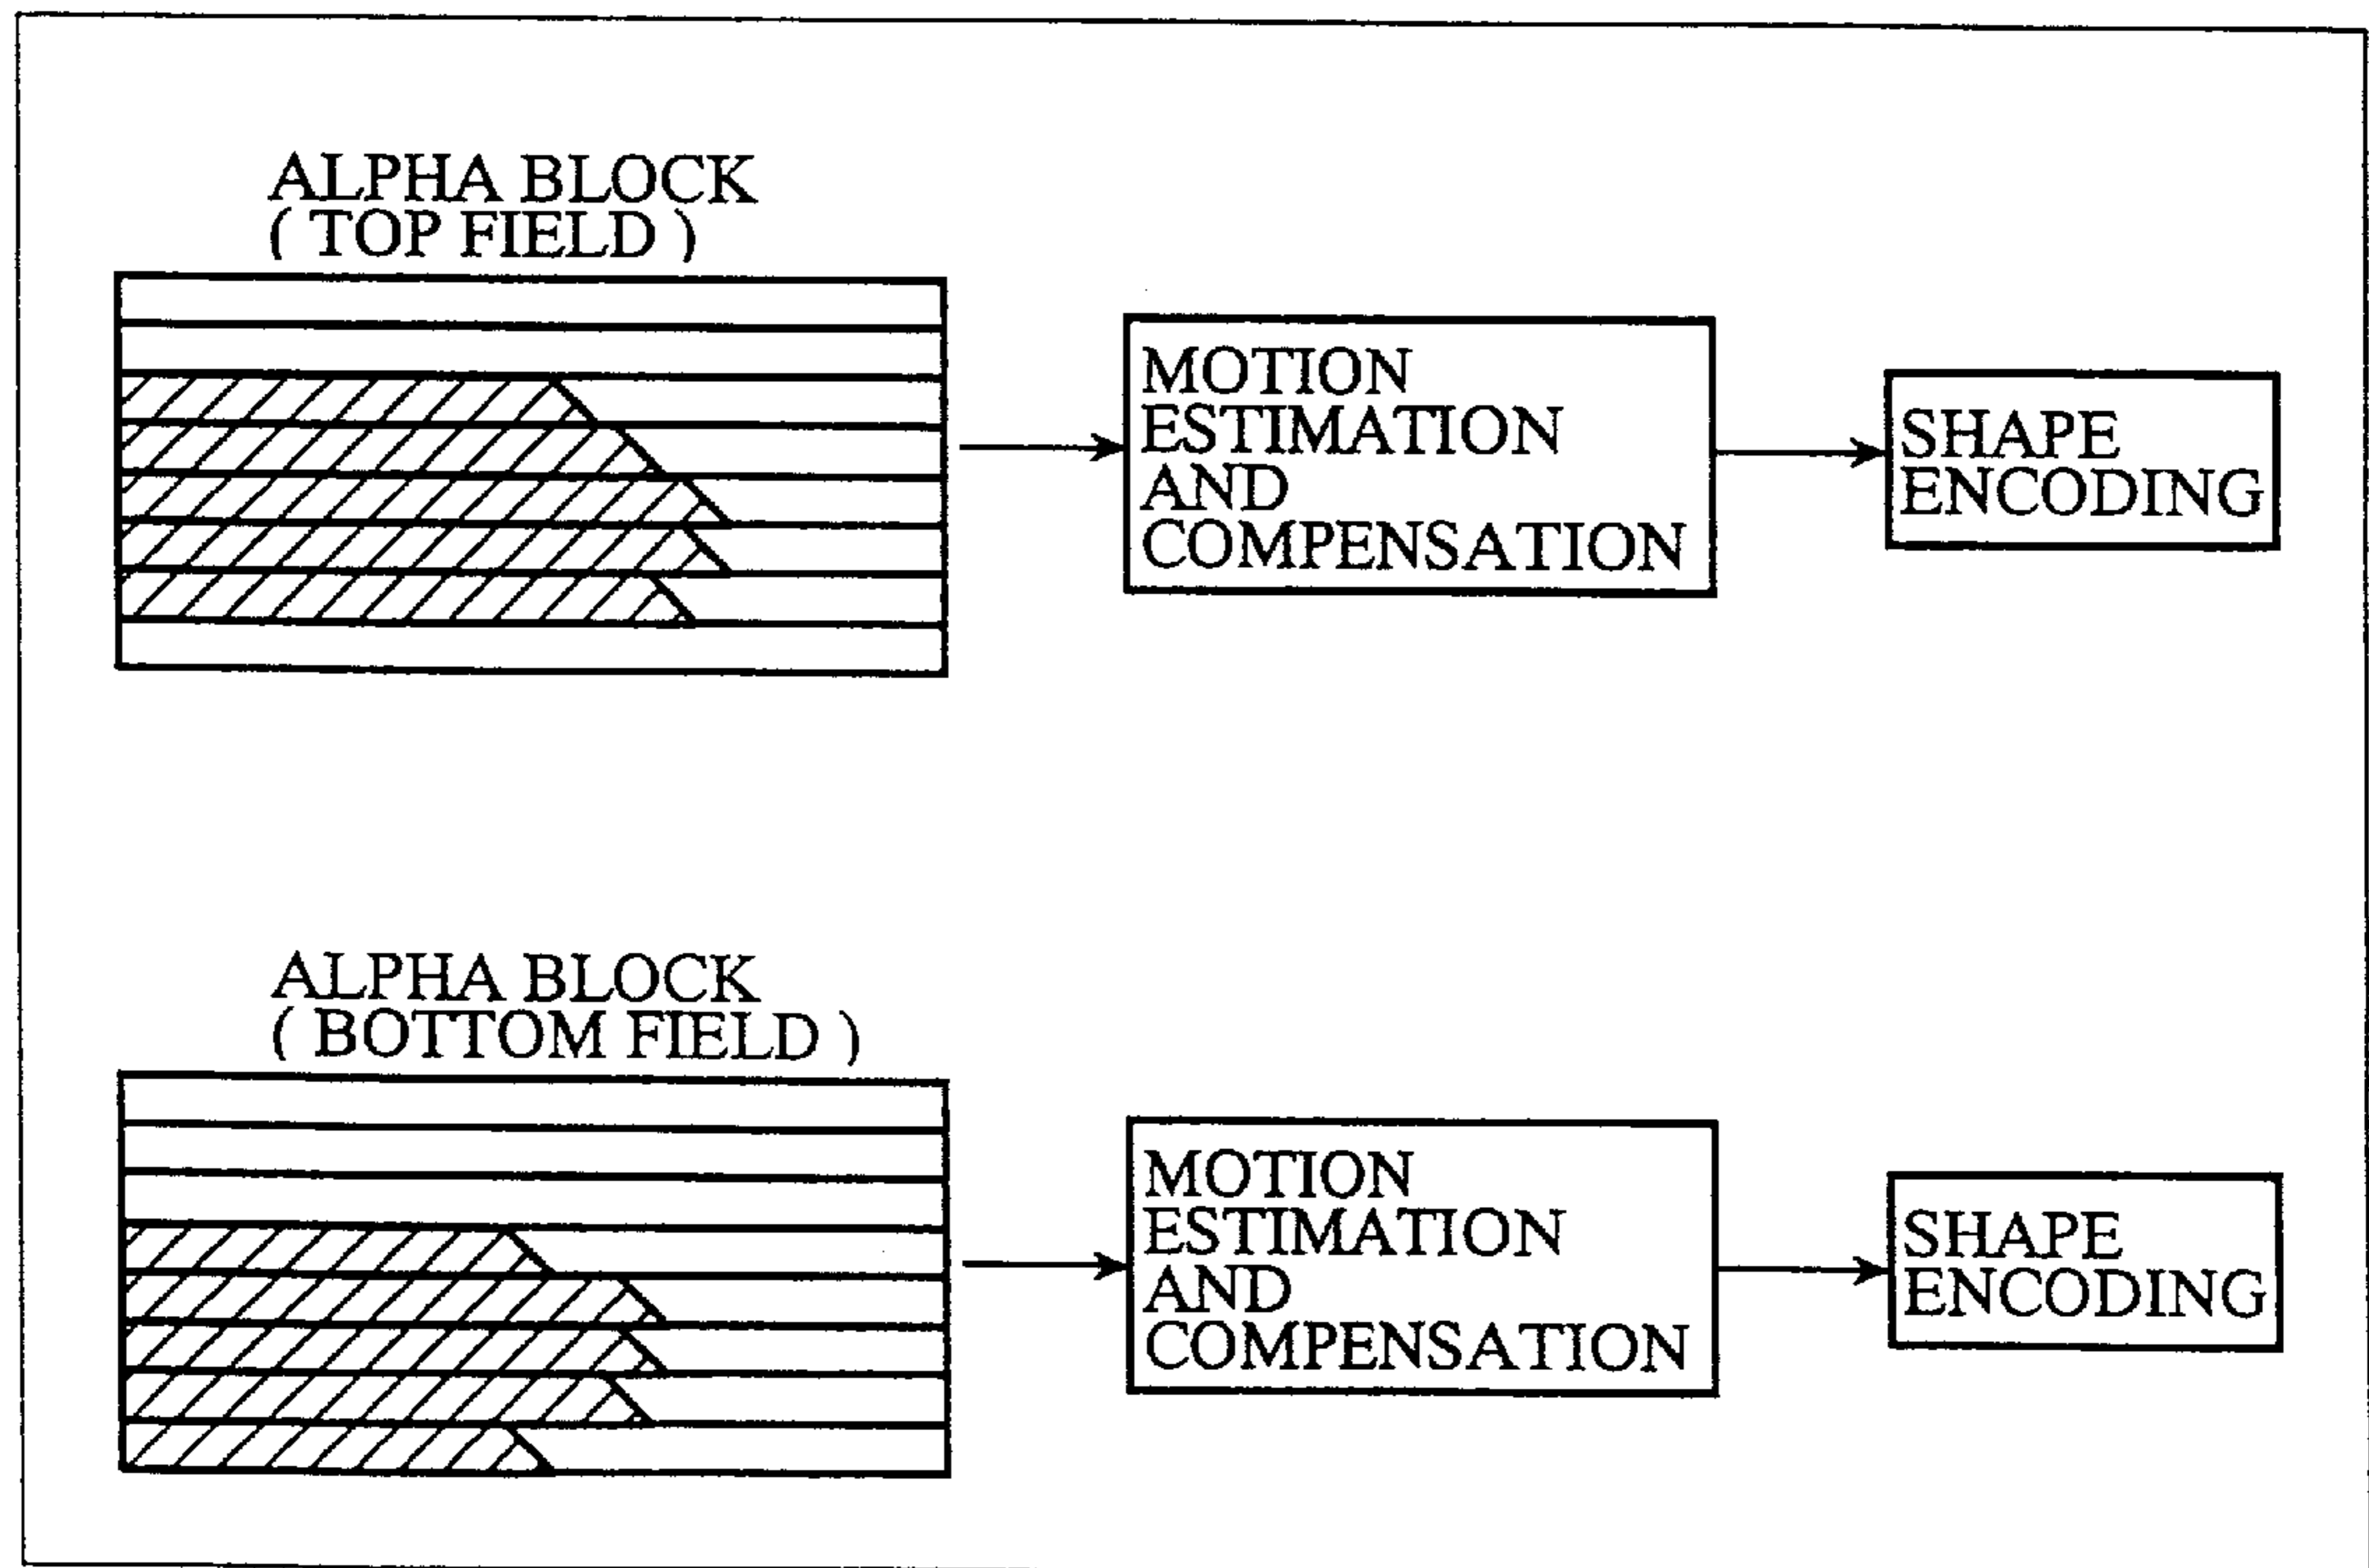 ALPHA BLOCK
( TOP FIELD )
MOTION
ESTIMATION
AND
COMPENSATION
SHAPE
ENCODING
ALPHA BLOCK
( BOTTOM FIELD )
MOTION
ESTIMATION
AND
COMPENSATION
SHAPE
ENCODING